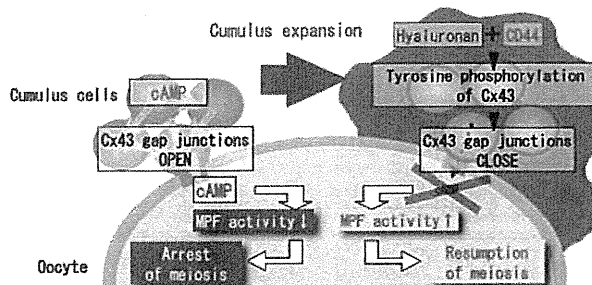 Cumulus expansion
Hyaluronan + CD44
Tyrosine phosphorylation
of Cx43
Cumulus cells
cAMP
Cx43 gap junctions
OPEN
Cx43 gap junctions
CLOSE
cAMP
MPF activity↓
MPF activity↑
Arrest
of meiosis
Resumption
of meiosis
Oocyte